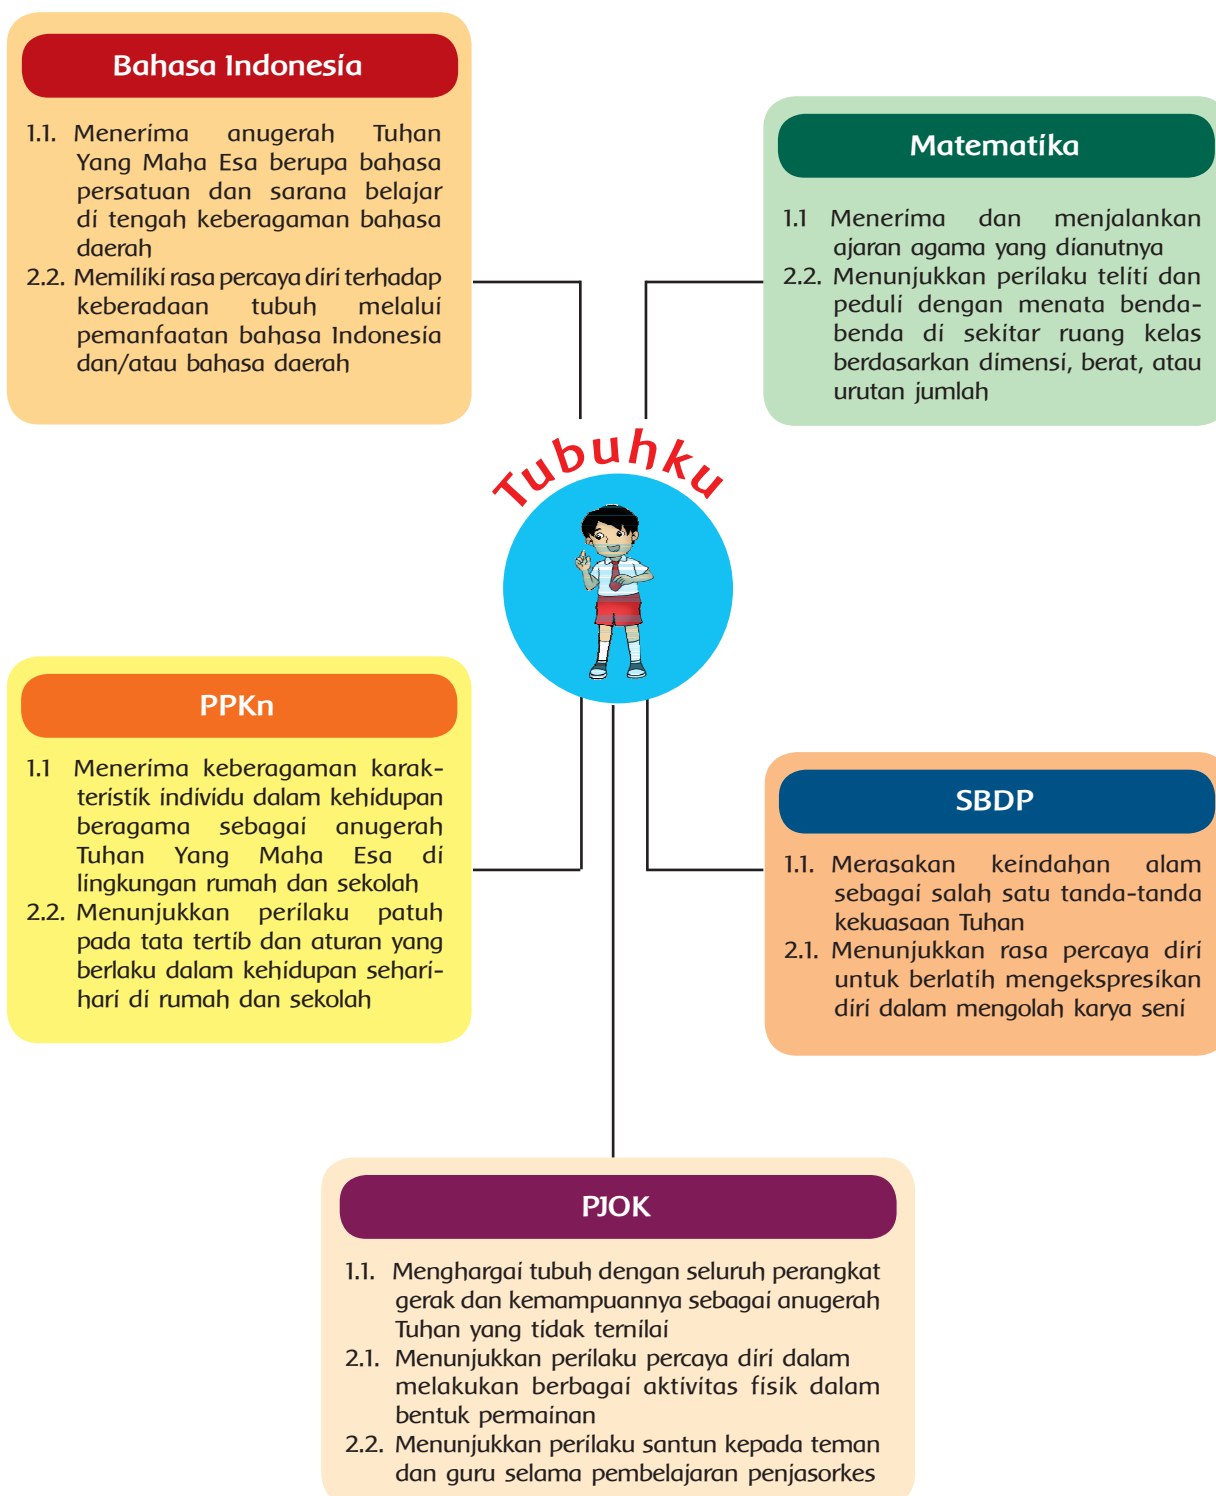 Bahasa Indonesia
1.1. Menerima anugerah Tuhan
Yang Maha Esa berupa bahasa
persatuan dan sarana belajar
di tengah keberagaman bahasa
daerah
2.2. Memiliki rasa percaya diri terhadap
keberadaan tubuh melalui
pemanfaatan bahasa Indonesia
dan/atau bahasa daerah
Matematika
1.1 Menerima dan menjalankan
ajaran agama yang dianutnya
2.2. Menunjukkan perilaku teliti dan
peduli dengan menata benda-
benda di sekitar ruang kelas
berdasarkan dimensi, berat, atau
urutan jumlah
Tubuhku
PPKn
1.1 Menerima keberagaman karak-
teristik individu dalam kehidupan
beragama sebagai anugerah
Tuhan Yang Maha Esa di
lingkungan rumah dan sekolah
2.2. Menunjukkan perilaku patuh
pada tata tertib dan aturan yang
berlaku dalam kehidupan sehari-
hari di rumah dan sekolah
SBDP
1.1. Merasakan keindahan alam
sebagai salah satu tanda-tanda
kekuasaan Tuhan
2.1. Menunjukkan rasa percaya diri
untuk berlatih mengekspresikan
diri dalam mengolah karya seni
PJOK
1.1. Menghargai tubuh dengan seluruh perangkat
gerak dan kemampuannya sebagai anugerah
Tuhan yang tidak ternilai
2.1. Menunjukkan perilaku percaya diri dalam
melakukan berbagai aktivitas fisik dalam
bentuk permainan
2.2. Menunjukkan perilaku santun kepada teman
dan guru selama pembelajaran penjasorkes